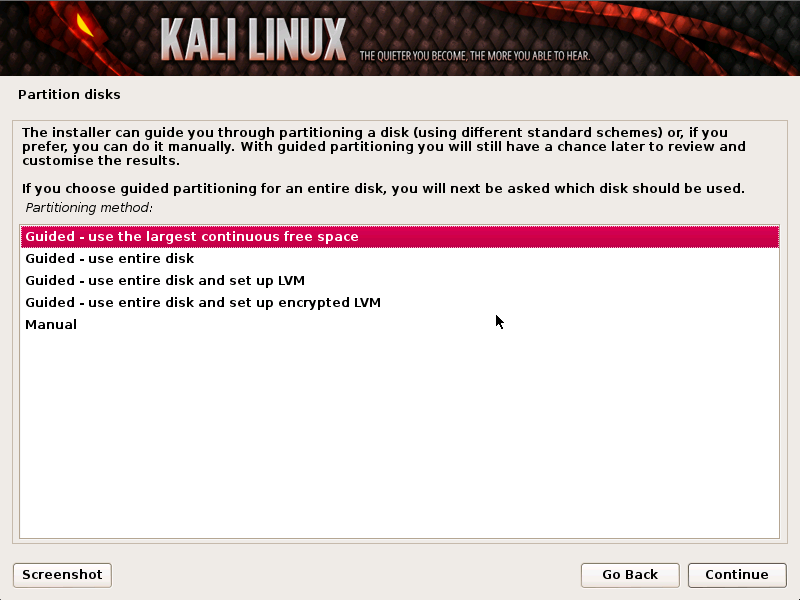 KALI LINUX THE QUIETER YOU BECOME, THE MORE YOU ABLE TO HEAR.
Partition disks
The installer can guide you through partitioning a disk (using different standard schemes) or, if you
prefer, you can do it manually. With guided partitioning you will still have a chance later to review and
customise the results.
If you choose guided partitioning for an entire disk, you will next be asked which disk should be used.
Partitioning method:
Guided - use the largest continuous free space
Guided - use entire disk
Guided - use entire disk and set up LVM
Guided - use entire disk and set up encrypted LVM
Manual
Screenshot Go Back Continue